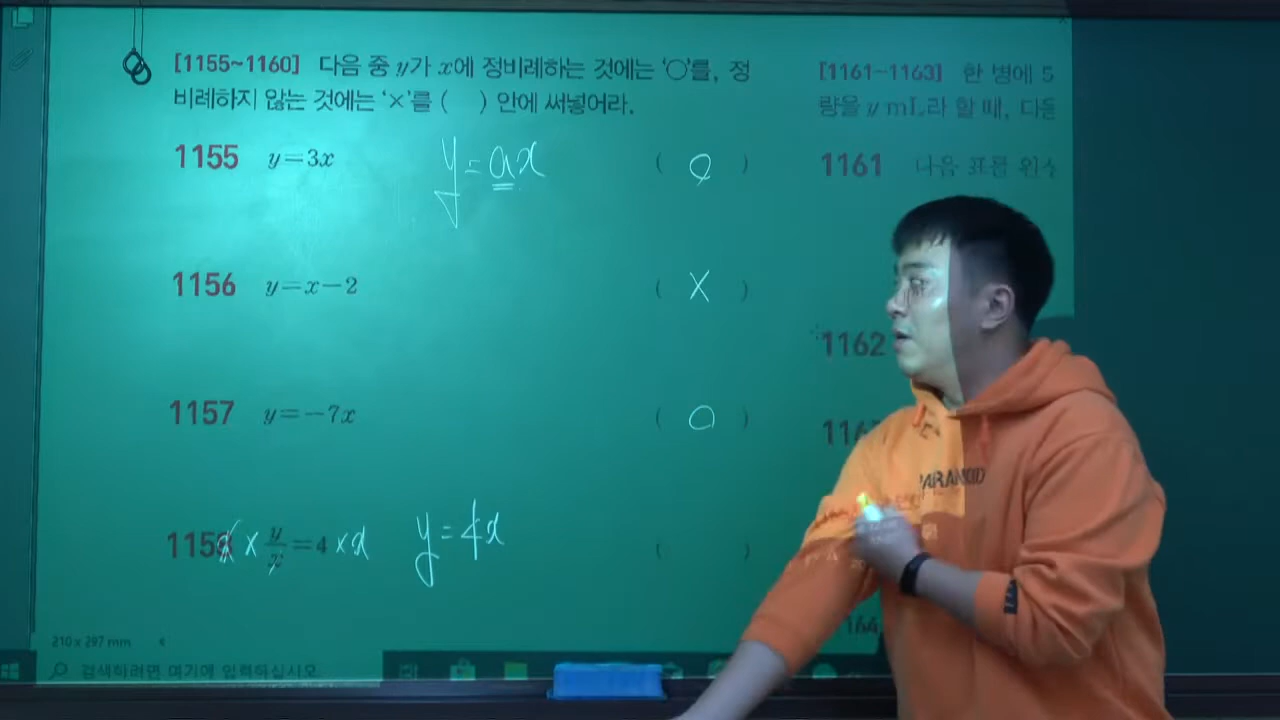 [1155~1160] 다음 중 y가 x에 정비례하는 것에는 '○'를, 정
비례하지 않는 것에는 '×'를 ( ) 안에 써넣어라.
1155 y=3x y=ax ( ○ )
1156 y=x-2 ( X )
1157 y=-7x ( ○ )
1158 x × y/x =4 ×x y=4x ( )
[1161~1163] 한 병에 5
량을 y mL라 할 때, 다음
1161 다음 표를 완성
1162
116
164
PARANOID
210 x 297 mm
검색하려면 여기에 입력하십시오.